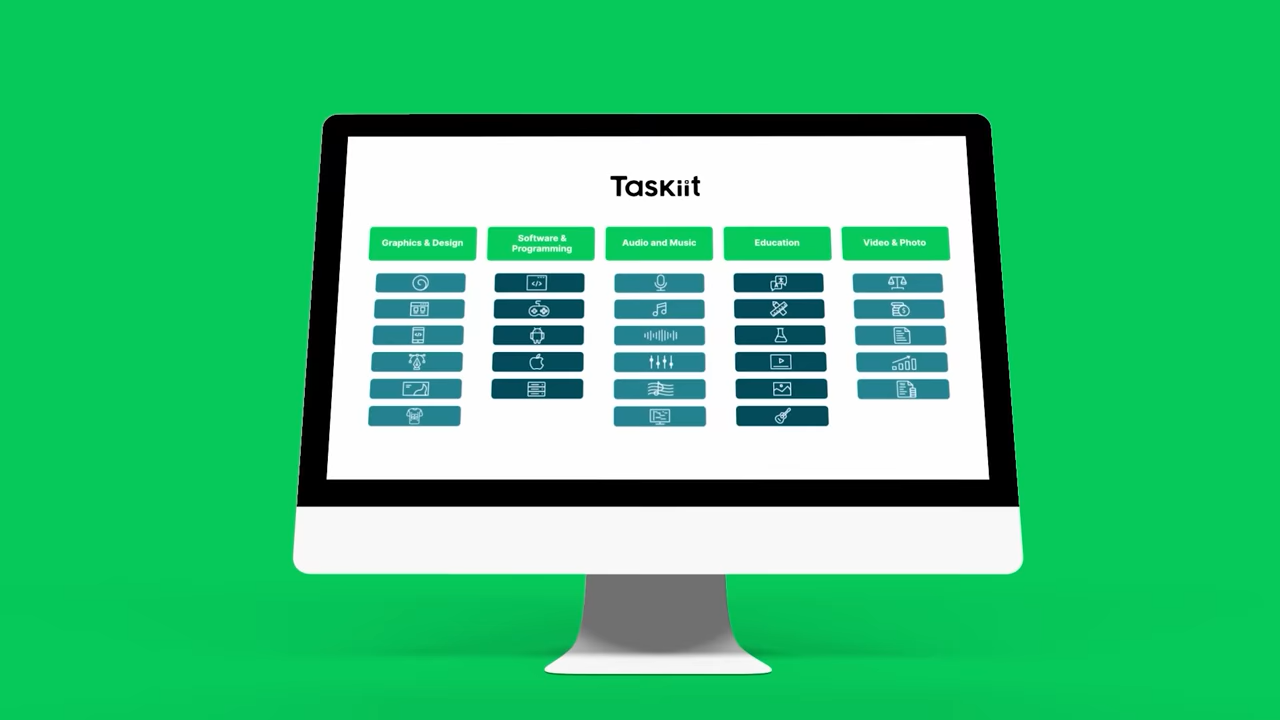 Taskiit
Graphics & Design
Software &
Programming
Audio and Music
Education
Video & Photo